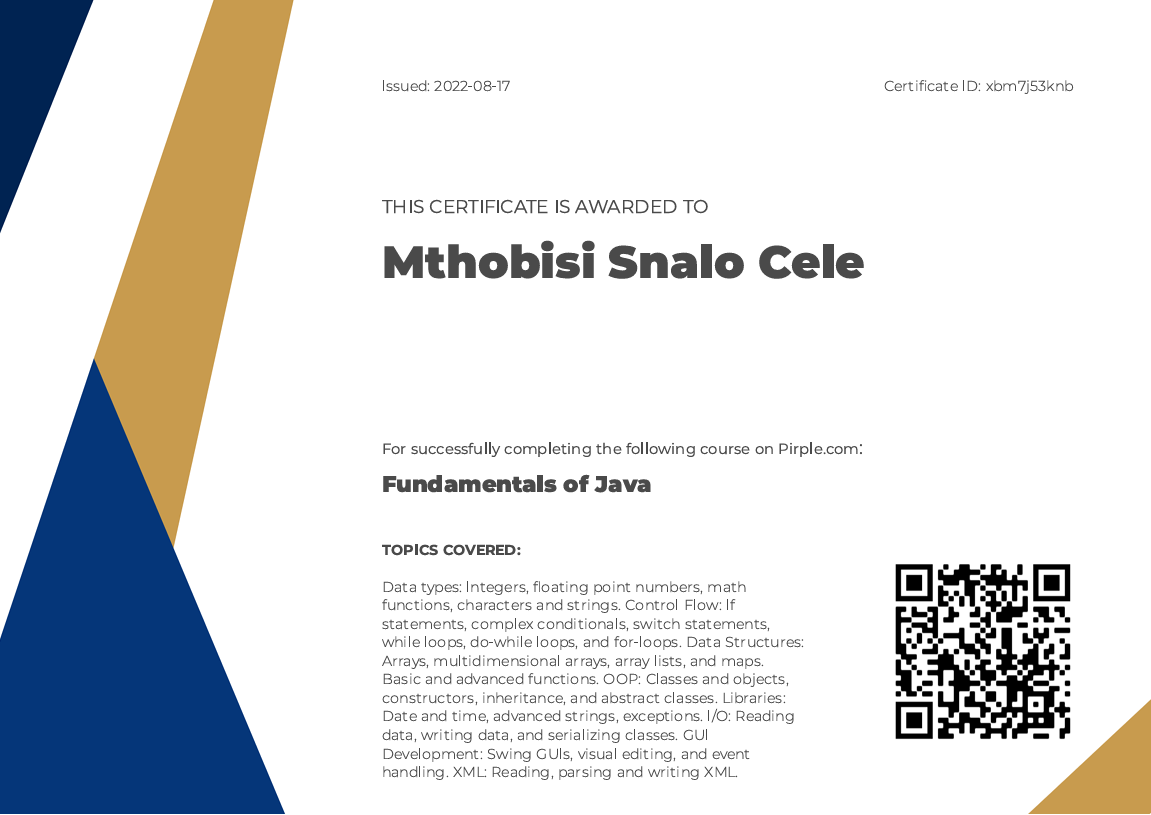 Issued: 2022-08-17
Certificate ID: xbm7j53knb
THIS CERTIFICATE IS AWARDED TO
Mthobisi Snalo Cele
For successfully completing the following course on Pirple.com:
Fundamentals of Java
TOPICS COVERED:
Data types: Integers, floating point numbers, math
functions, characters and strings. Control Flow: If
statements, complex conditionals, switch statements,
while loops, do-while loops, and for-loops. Data Structures:
Arrays, multidimensional arrays, array lists, and maps.
Basic and advanced functions. OOP: Classes and objects,
constructors, inheritance, and abstract classes. Libraries:
Date and time, advanced strings, exceptions. I/O: Reading
data, writing data, and serializing classes. GUI
Development: Swing GUIs, visual editing, and event
handling. XML: Reading, parsing and writing XML.